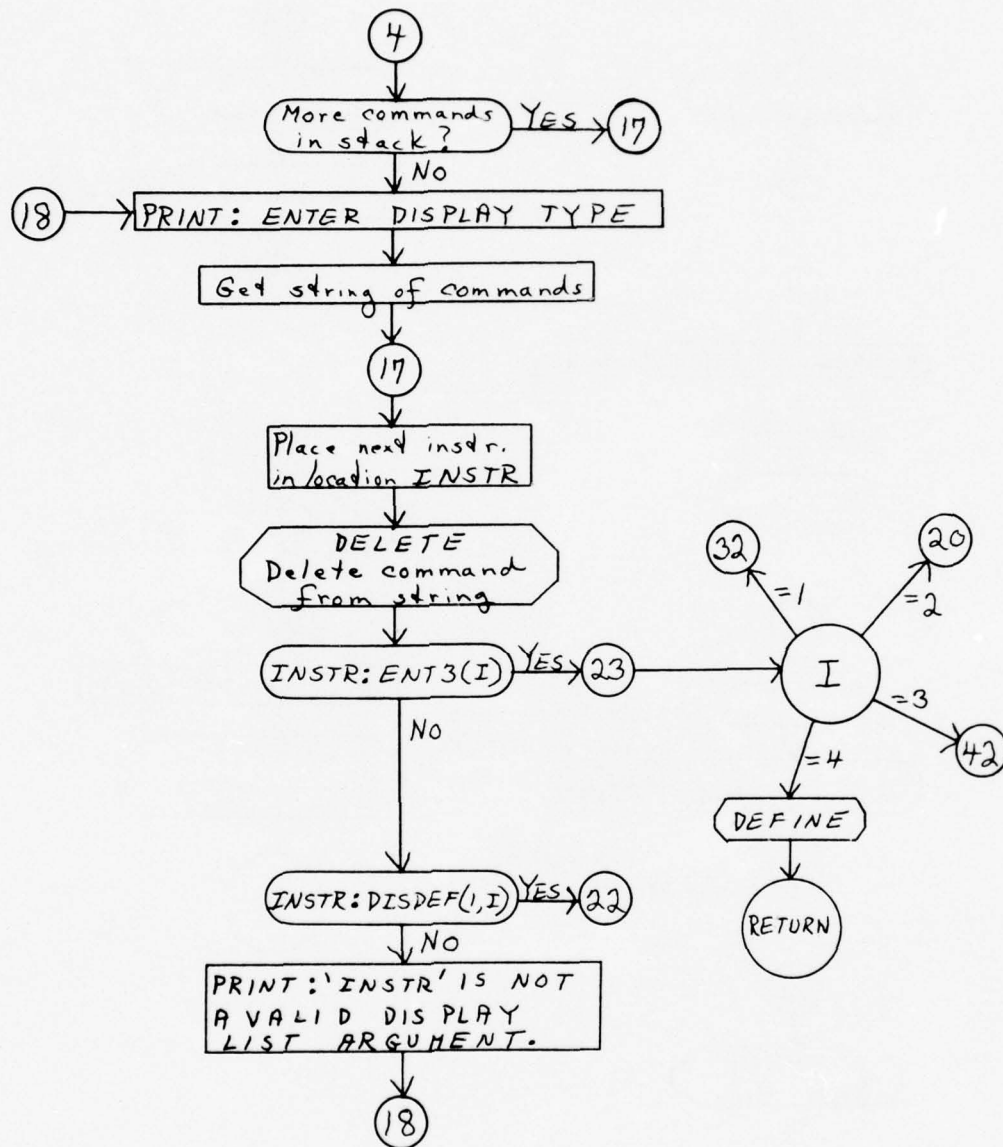 4
More commands
in stack?
YES
17
NO
18
PRINT: ENTER DISPLAY TYPE
Get string of commands
17
Place next instr.
in location INSTR
DELETE
Delete command
from string
INSTR:ENT3(I)
YES
23
I
=1
32
=2
20
=3
42
=4
DEFINE
RETURN
NO
INSTR:DISDEF(1,I)
YES
22
NO
PRINT:'INSTR' IS NOT
A VALID DISPLAY
LIST ARGUMENT.
18